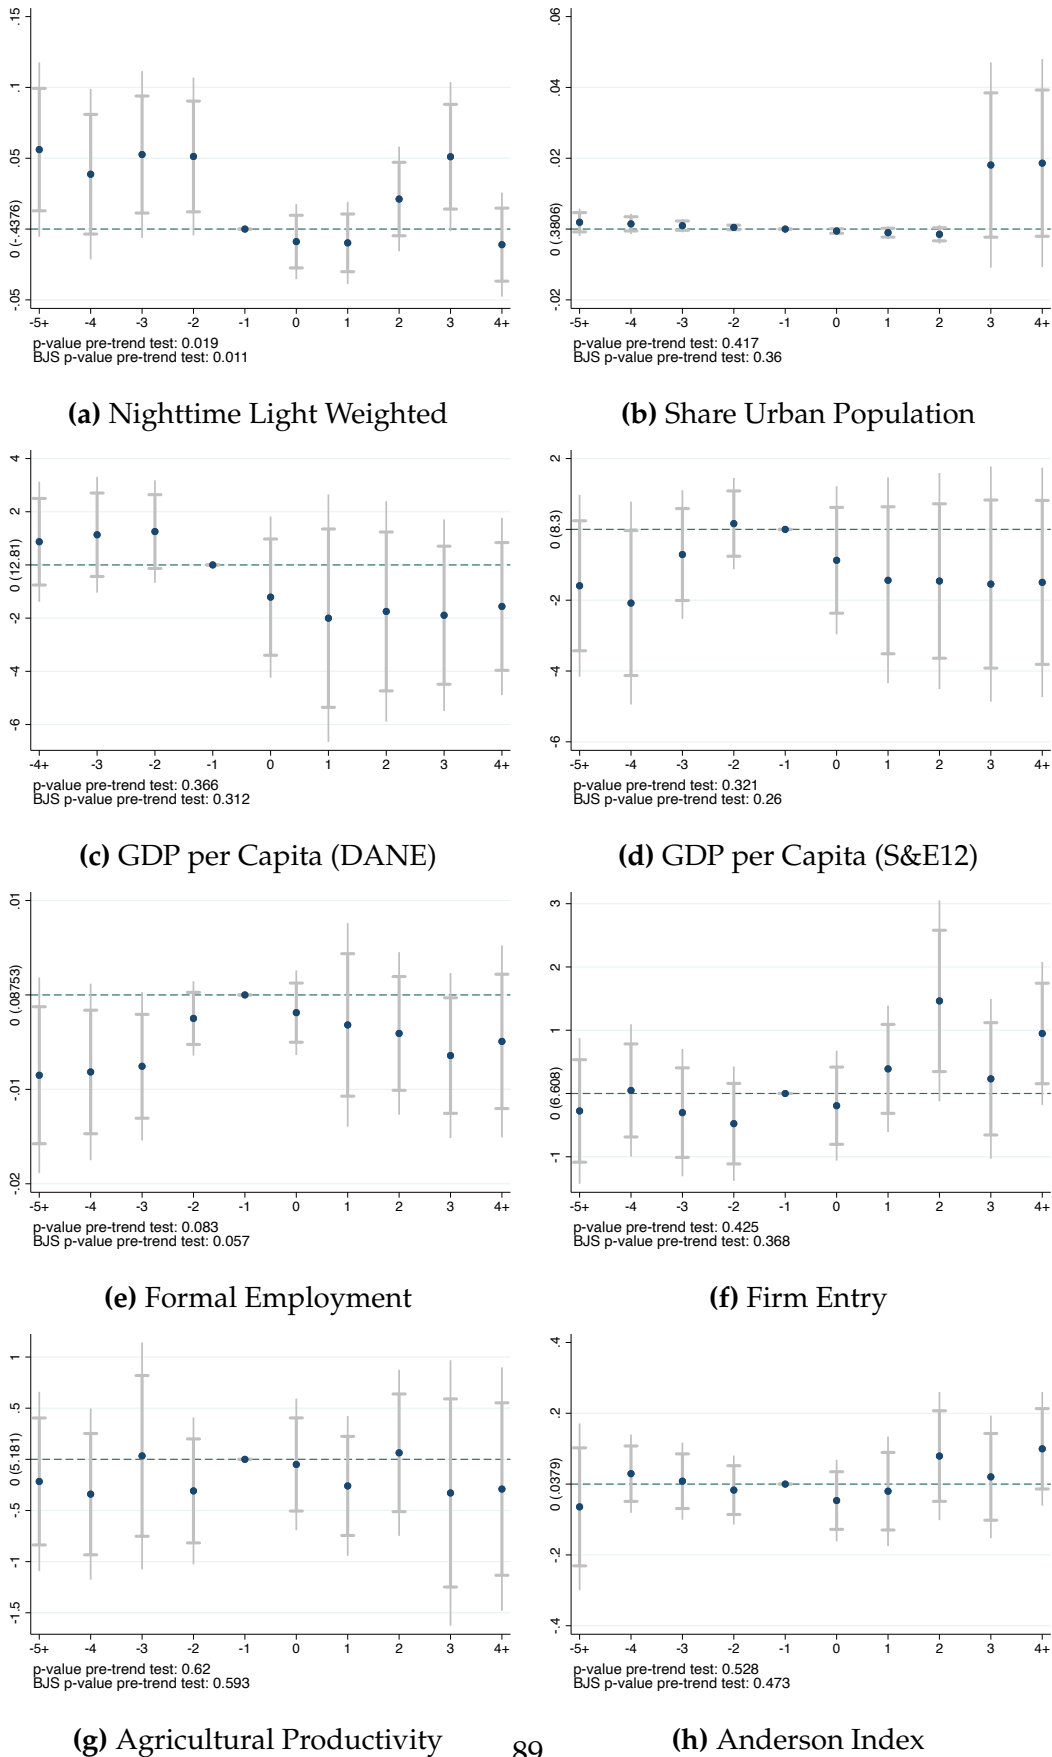 .15
.1
.05
0 (-.4376)
-.05
-5+ -4 -3 -2 -1 0 1 2 3 4+
p-value pre-trend test: 0.019
BJS p-value pre-trend test: 0.011
(a) Nighttime Light Weighted
.06
.04
.02
0 (.3806)
-.02
-5+ -4 -3 -2 -1 0 1 2 3 4+
p-value pre-trend test: 0.417
BJS p-value pre-trend test: 0.36
(b) Share Urban Population
4
2
0 (12.81)
-2
-4
-6
-4+ -3 -2 -1 0 1 2 3 4+
p-value pre-trend test: 0.366
BJS p-value pre-trend test: 0.312
(c) GDP per Capita (DANE)
2
0 (8.3)
-2
-4
-6
-5+ -4 -3 -2 -1 0 1 2 3 4+
p-value pre-trend test: 0.321
BJS p-value pre-trend test: 0.26
(d) GDP per Capita (S&E12)
.01
0 (.08753)
-.01
-.02
-5+ -4 -3 -2 -1 0 1 2 3 4+
p-value pre-trend test: 0.083
BJS p-value pre-trend test: 0.057
(e) Formal Employment
3
2
1
0 (6.608)
-1
-5+ -4 -3 -2 -1 0 1 2 3 4+
p-value pre-trend test: 0.425
BJS p-value pre-trend test: 0.368
(f) Firm Entry
1
.5
0 (5.181)
-.5
-1
-1.5
-5+ -4 -3 -2 -1 0 1 2 3 4+
p-value pre-trend test: 0.62
BJS p-value pre-trend test: 0.593
(g) Agricultural Productivity
.4
.2
0 (.0379)
-.2
-.4
-5+ -4 -3 -2 -1 0 1 2 3 4+
p-value pre-trend test: 0.528
BJS p-value pre-trend test: 0.473
(h) Anderson Index
89